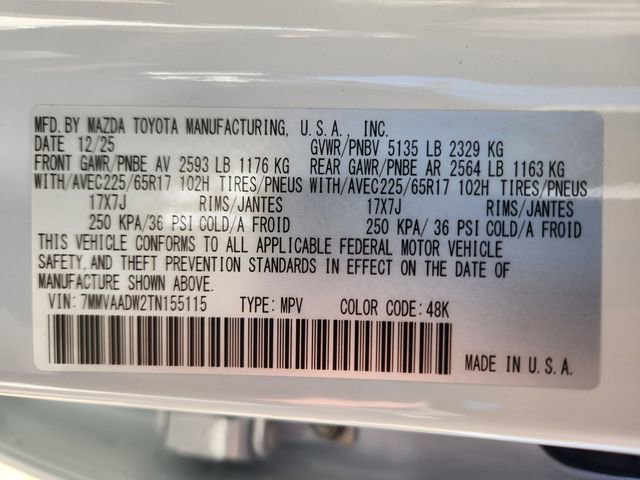 MFD. BY MAZDA TOYOTA MANUFACTURING, U.S.A., INC.
DATE 12/25 GVWR/PNBV 5135 LB 2329 KG
FRONT GAWR/PNBE AV 2593 LB 1176 KG REAR GAWR/PNBE AR 2564 LB 1163 KG
WITH/AVEC225/65R17 102H TIRES/PNEUS WITH/AVEC225/65R17 102H TIRES/PNEUS
17X7J RIMS/JANTES 17X7J RIMS/JANTES
250 KPA/36 PSI COLD/A FROID 250 KPA/ 36 PSI COLD/A FROID
THIS VEHICLE CONFORMS TO ALL APPLICABLE FEDERAL MOTOR VEHICLE
SAFETY, AND THEFT PREVENTION STANDARDS IN EFFECT ON THE DATE OF
MANUFACTURE SHOWN ABOVE.
VIN: 7MMVAADW2TN155115 TYPE: MPV COLOR CODE: 48K
MADE IN U.S.A.